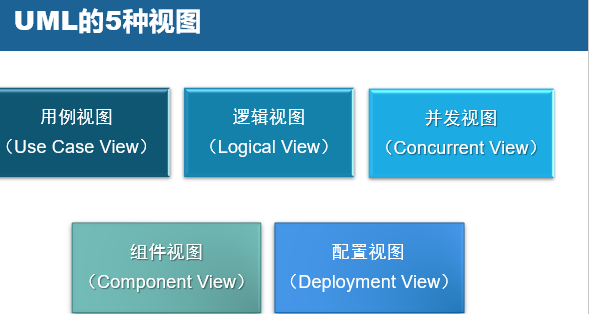 UML的5种视图
用例视图
（Use Case View）
逻辑视图
（Logical View）
并发视图
（Concurrent View）
组件视图
（Component View）
配置视图
（Deployment View）